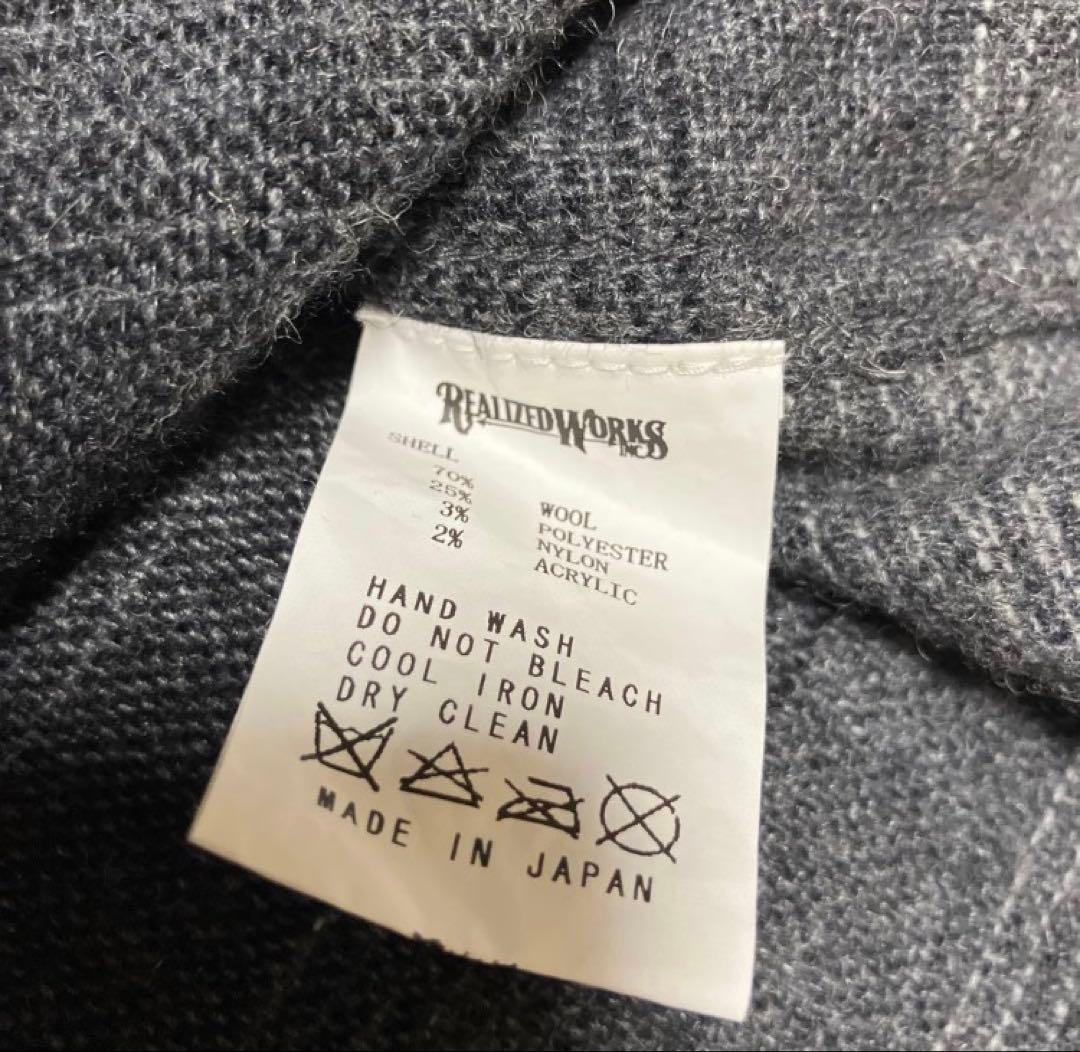 REALIZED WORKS INC
SHELL
70% WOOL
25% POLYESTER
3% NYLON
2% ACRYLIC
HAND WASH
DO NOT BLEACH
COOL IRON
DRY CLEAN
MADE IN JAPAN